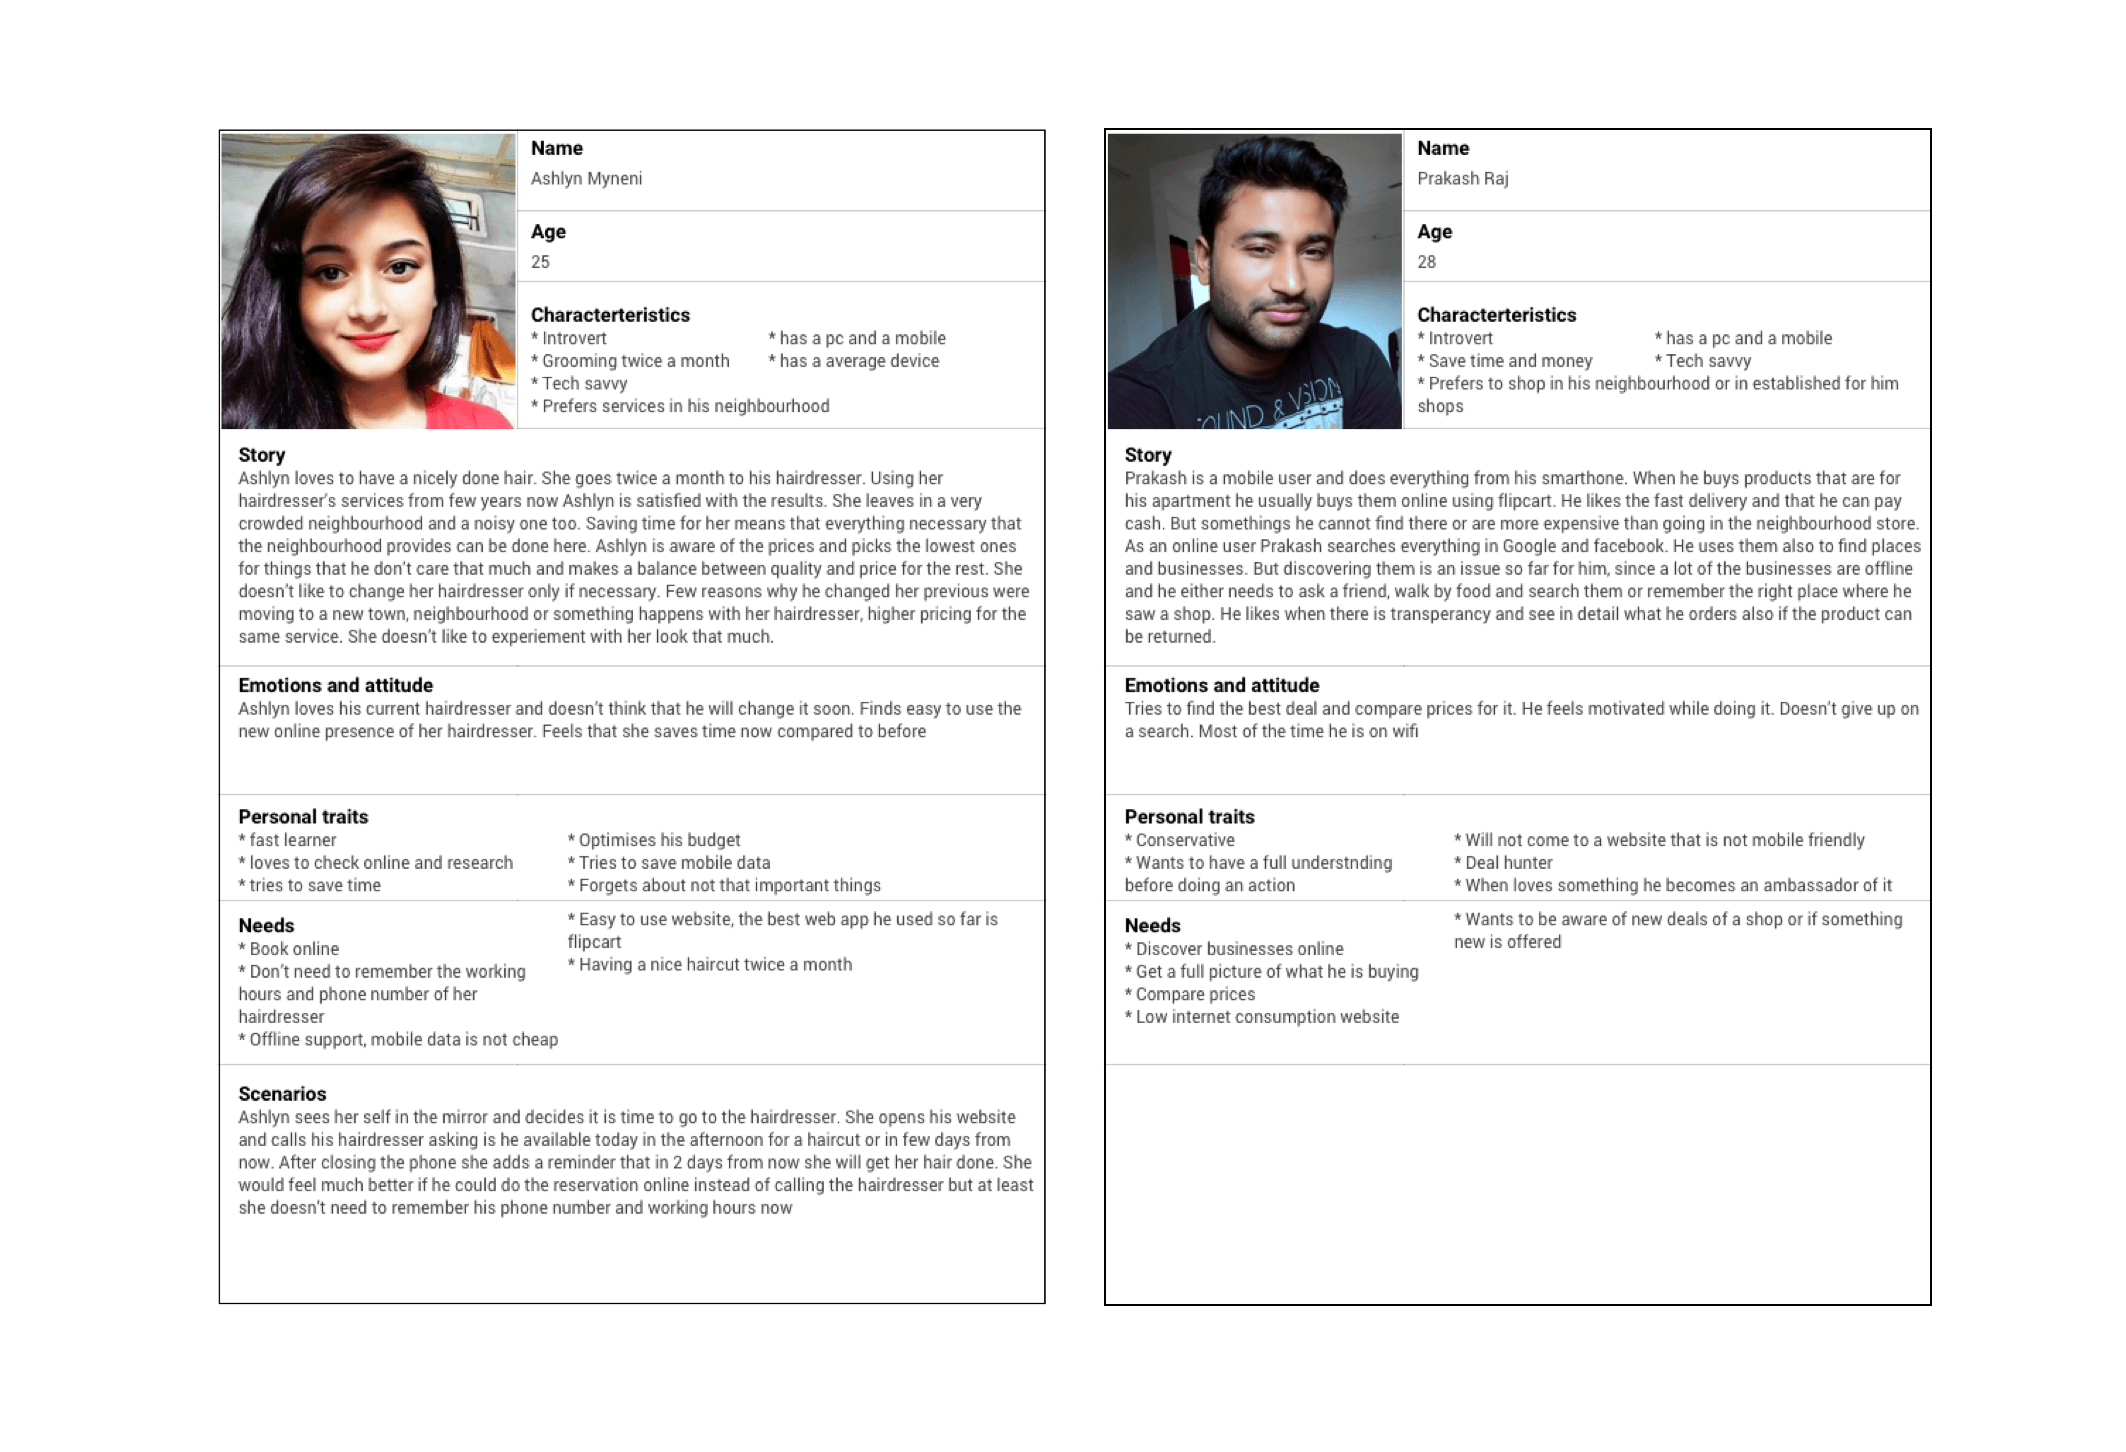 Name
Ashlyn Myneni
Age
25
Characterteristics
* Introvert
* Grooming twice a month
* Tech savvy
* Prefers services in his neighbourhood
* has a pc and a mobile
* has a average device
Story
Ashlyn loves to have a nicely done hair. She goes twice a month to his hairdresser. Using her
hairdresser's services from few years now Ashlyn is satisfied with the results. She leaves in a very
crowded neighbourhood and a noisy one too. Saving time for her means that everything necessary that
the neighbourhood provides can be done here. Ashlyn is aware of the prices and picks the lowest ones
for things that he don't care that much and makes a balance between quality and price for the rest. She
doesn't like to change her hairdresser only if necessary. Few reasons why he changed her previous were
moving to a new town, neighbourhood or something happens with her hairdresser, higher pricing for the
same service. She doesn't like to experiement with her look that much.
Emotions and attitude
Ashlyn loves his current hairdresser and doesn't think that he will change it soon. Finds easy to use the
new online presence of her hairdresser. Feels that she saves time now compared to before
Personal traits
* fast learner
* loves to check online and research
* tries to save time
* Optimises his budget
* Tries to save mobile data
* Forgets about not that important things
Needs
* Book online
* Don't need to remember the working
hours and phone number of her
hairdresser
* Offline support, mobile data is not cheap
* Easy to use website, the best web app he used so far is
flipcart
* Having a nice haircut twice a month
Scenarios
Ashlyn sees her self in the mirror and decides it is time to go to the hairdresser. She opens his website
and calls his hairdresser asking is he available today in the afternoon for a haircut or in few days from
now. After closing the phone she adds a reminder that in 2 days from now she will get her hair done. She
would feel much better if he could do the reservation online instead of calling the hairdresser but at least
she doesn't need to remember his phone number and working hours now
Name
Prakash Raj
Age
28
Characterteristics
* Introvert
* Save time and money
* has a pc and a mobile
* Tech savvy
* Prefers to shop in his neighbourhood or in established for him
shops
OUND & VSION
Story
Prakash is a mobile user and does everything from his smarthone. When he buys products that are for
his apartment he usually buys them online using flipcart. He likes the fast delivery and that he can pay
cash. But somethings he cannot find there or are more expensive than going in the neighbourhood store.
As an online user Prakash searches everything in Google and facebook. He uses them also to find places
and businesses. But discovering them is an issue so far for him, since a lot of the businesses are offline
and he either needs to ask a friend, walk by food and search them or remember the right place where he
saw a shop. He likes when there is transperancy and see in detail what he orders also if the product can
be returned.
Emotions and attitude
Tries to find the best deal and compare prices for it. He feels motivated while doing it. Doesn't give up on
a search. Most of the time he is on wifi
Personal traits
* Conservative
* Wants to have a full understnding
before doing an action
* Will not come to a website that is not mobile friendly
* Deal hunter
* When loves something he becomes an ambassador of it
Needs
* Discover businesses online
* Get a full picture of what he is buying
* Compare prices
* Low internet consumption website
* Wants to be aware of new deals of a shop or if something
new is offered